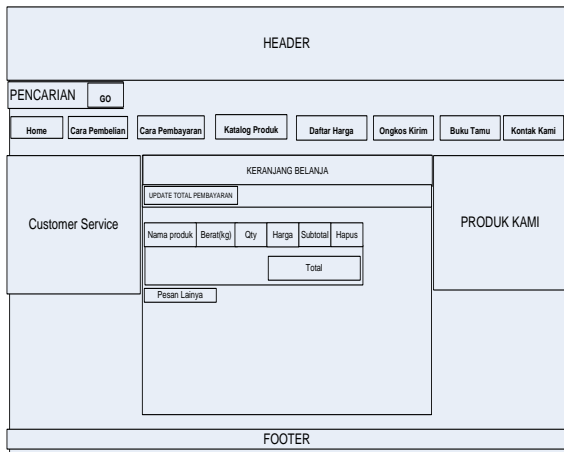 HEADER
PENCARIAN GO
Home Cara Pembelian Cara Pembayaran Katalog Produk Daftar Harga Ongkos Kirim Buku Tamu Kontak Kami
KERANJANG BELANJA
UPDATE TOTAL PEMBAYARAN
Customer Service
PRODUK KAMI
Nama produk Berat(kg) Qty Harga Subtotal Hapus
Total
Pesan Lainya
FOOTER